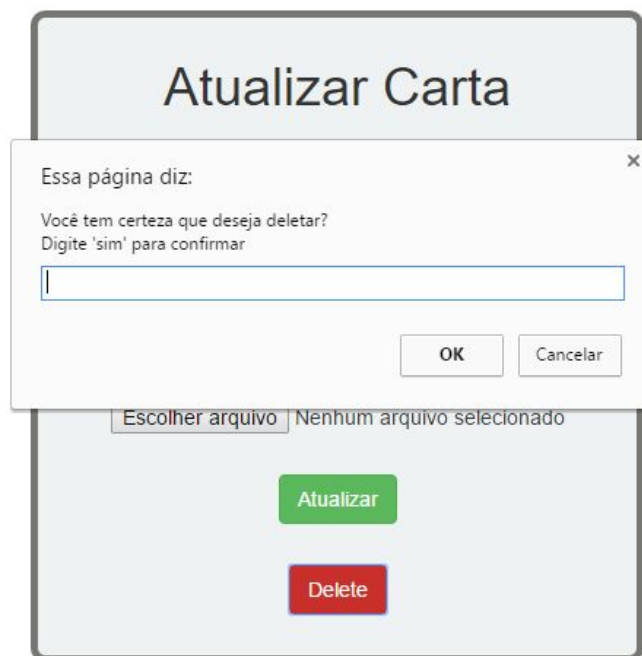 Atualizar Carta
Essa página diz:
×
Você tem certeza que deseja deletar?
Digite 'sim' para confirmar
OK
Cancelar
Escolher arquivo Nenhum arquivo selecionado
Atualizar
Delete